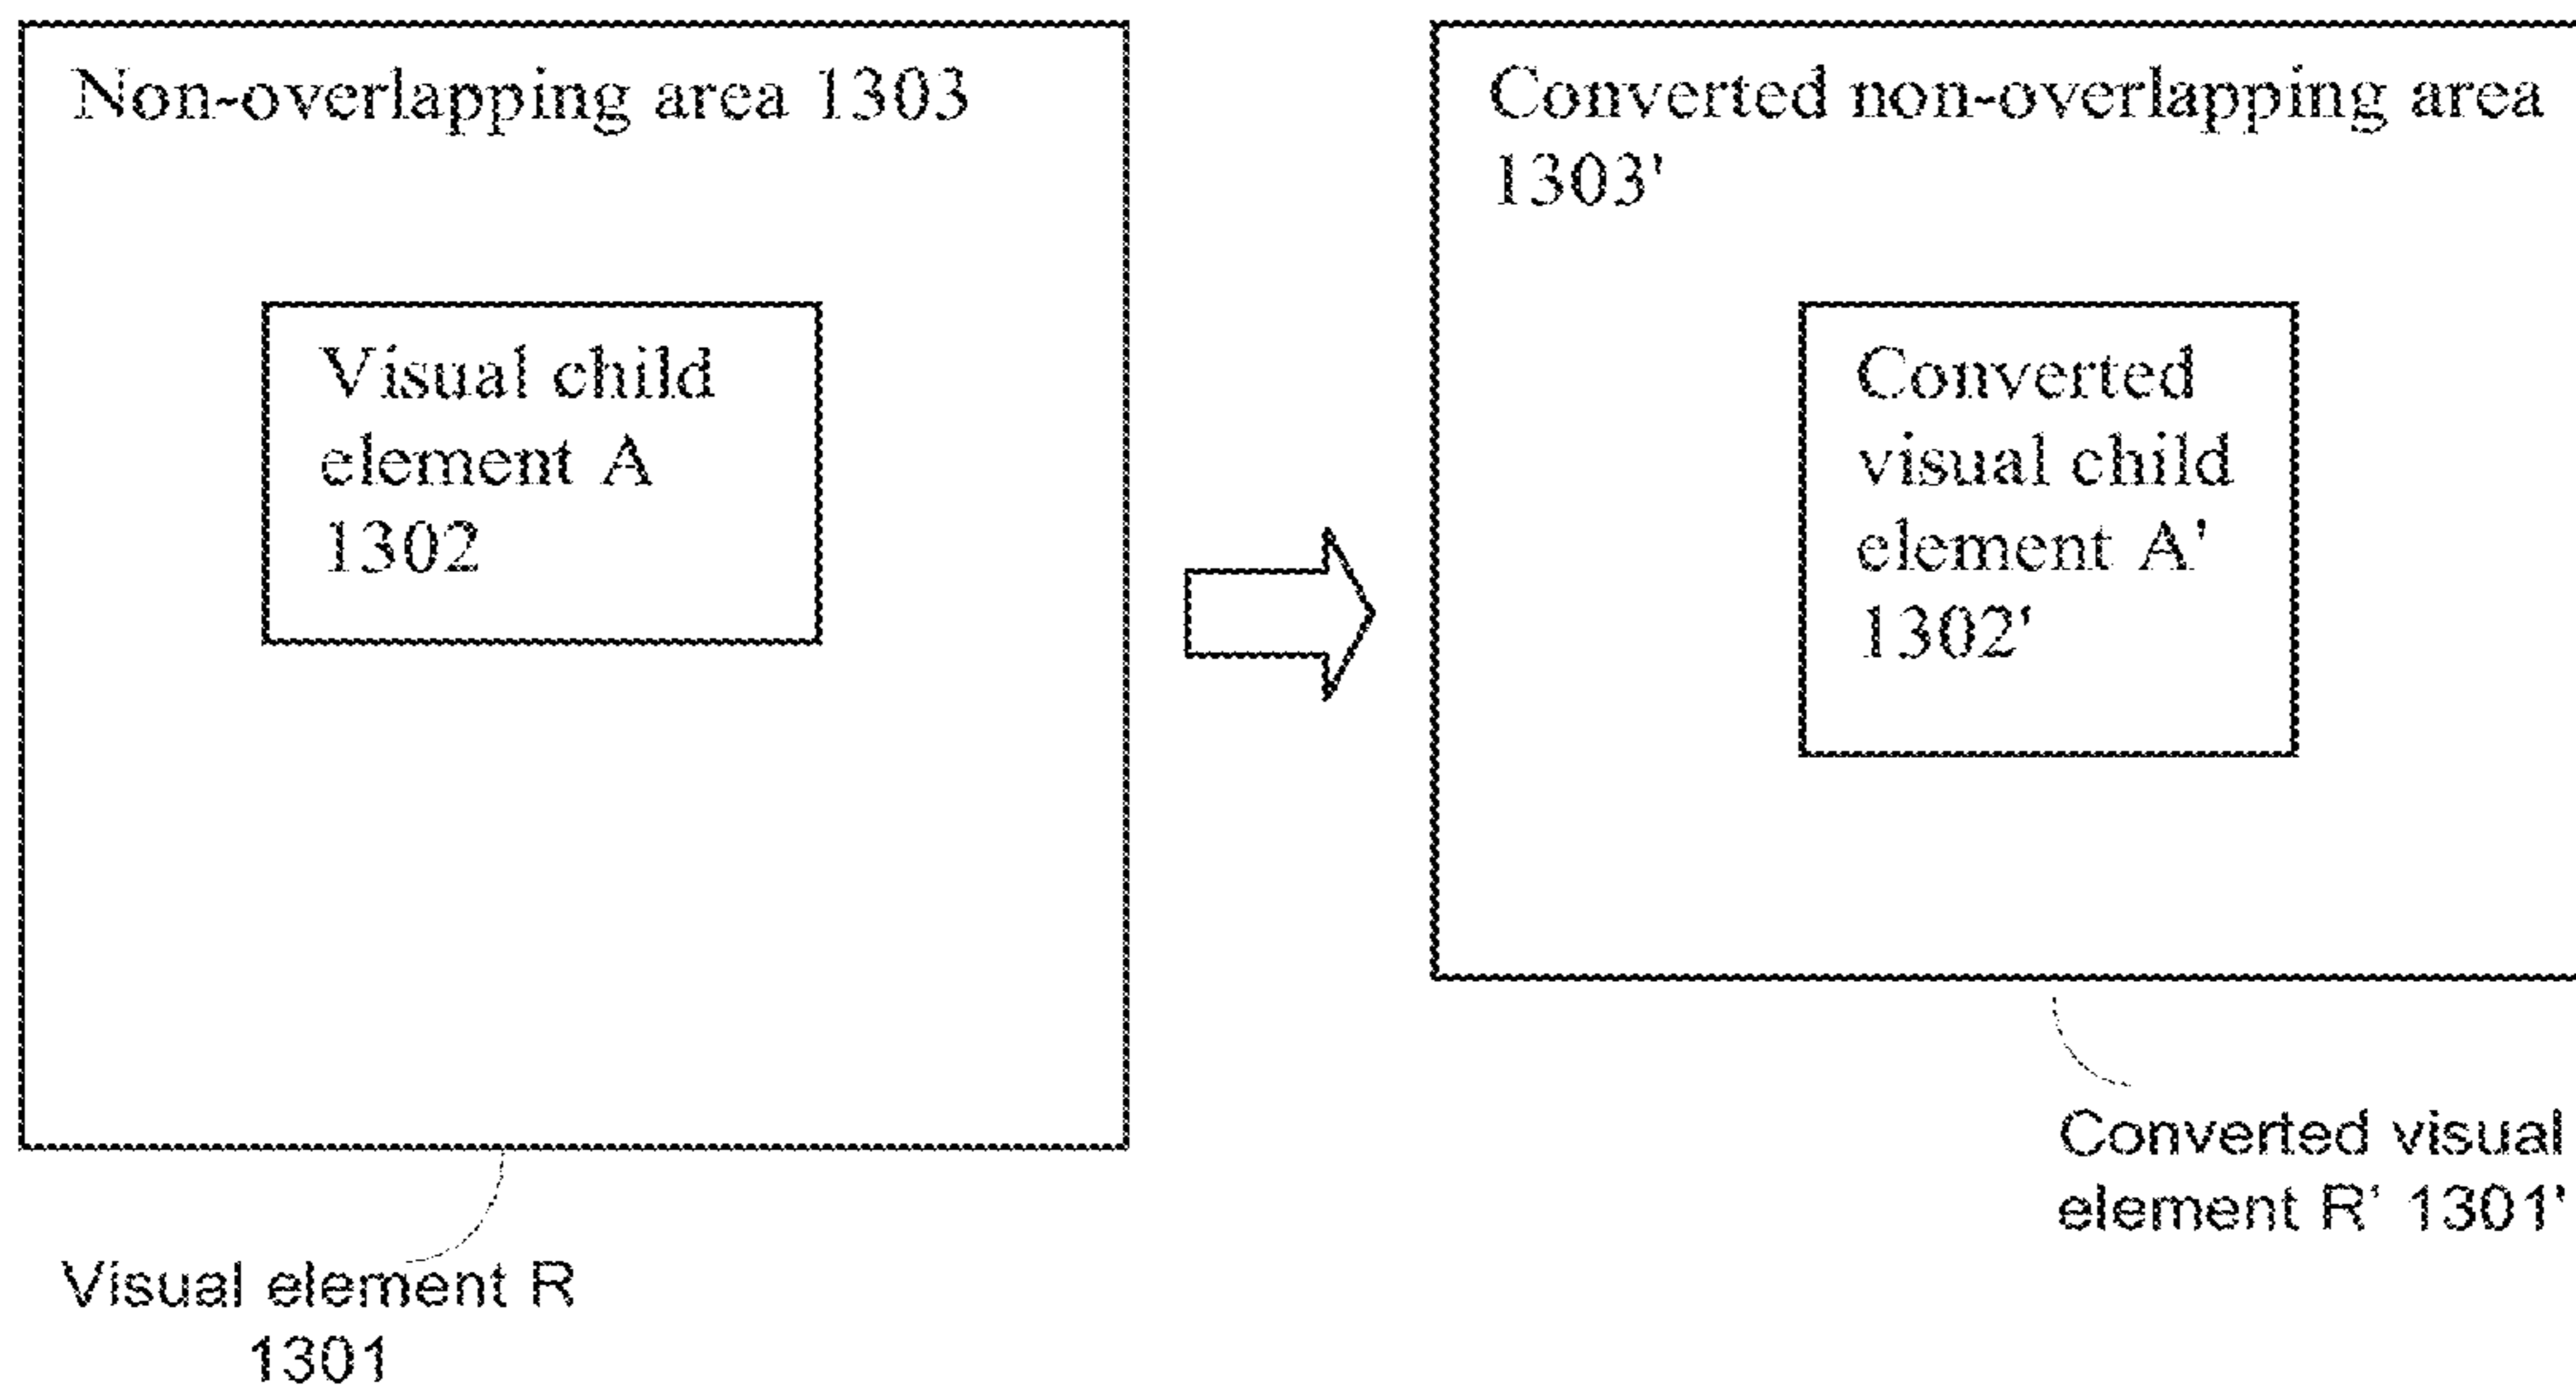 Non-overlapping area 1303
Visual child
element A
1302
Visual element R
1301
Converted non-overlapping area
1303'
Converted
visual child
element A'
1302'
Converted visual
element R' 1301'